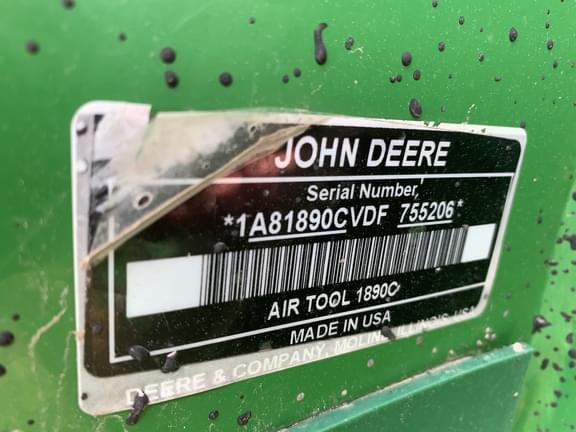 JOHN DEERE
Serial Number
*1A81890CVDF 755206*
AIR TOOL 1890C
MADE IN USA
DEERE & COMPANY, MOLINE, ILLINOIS, USA